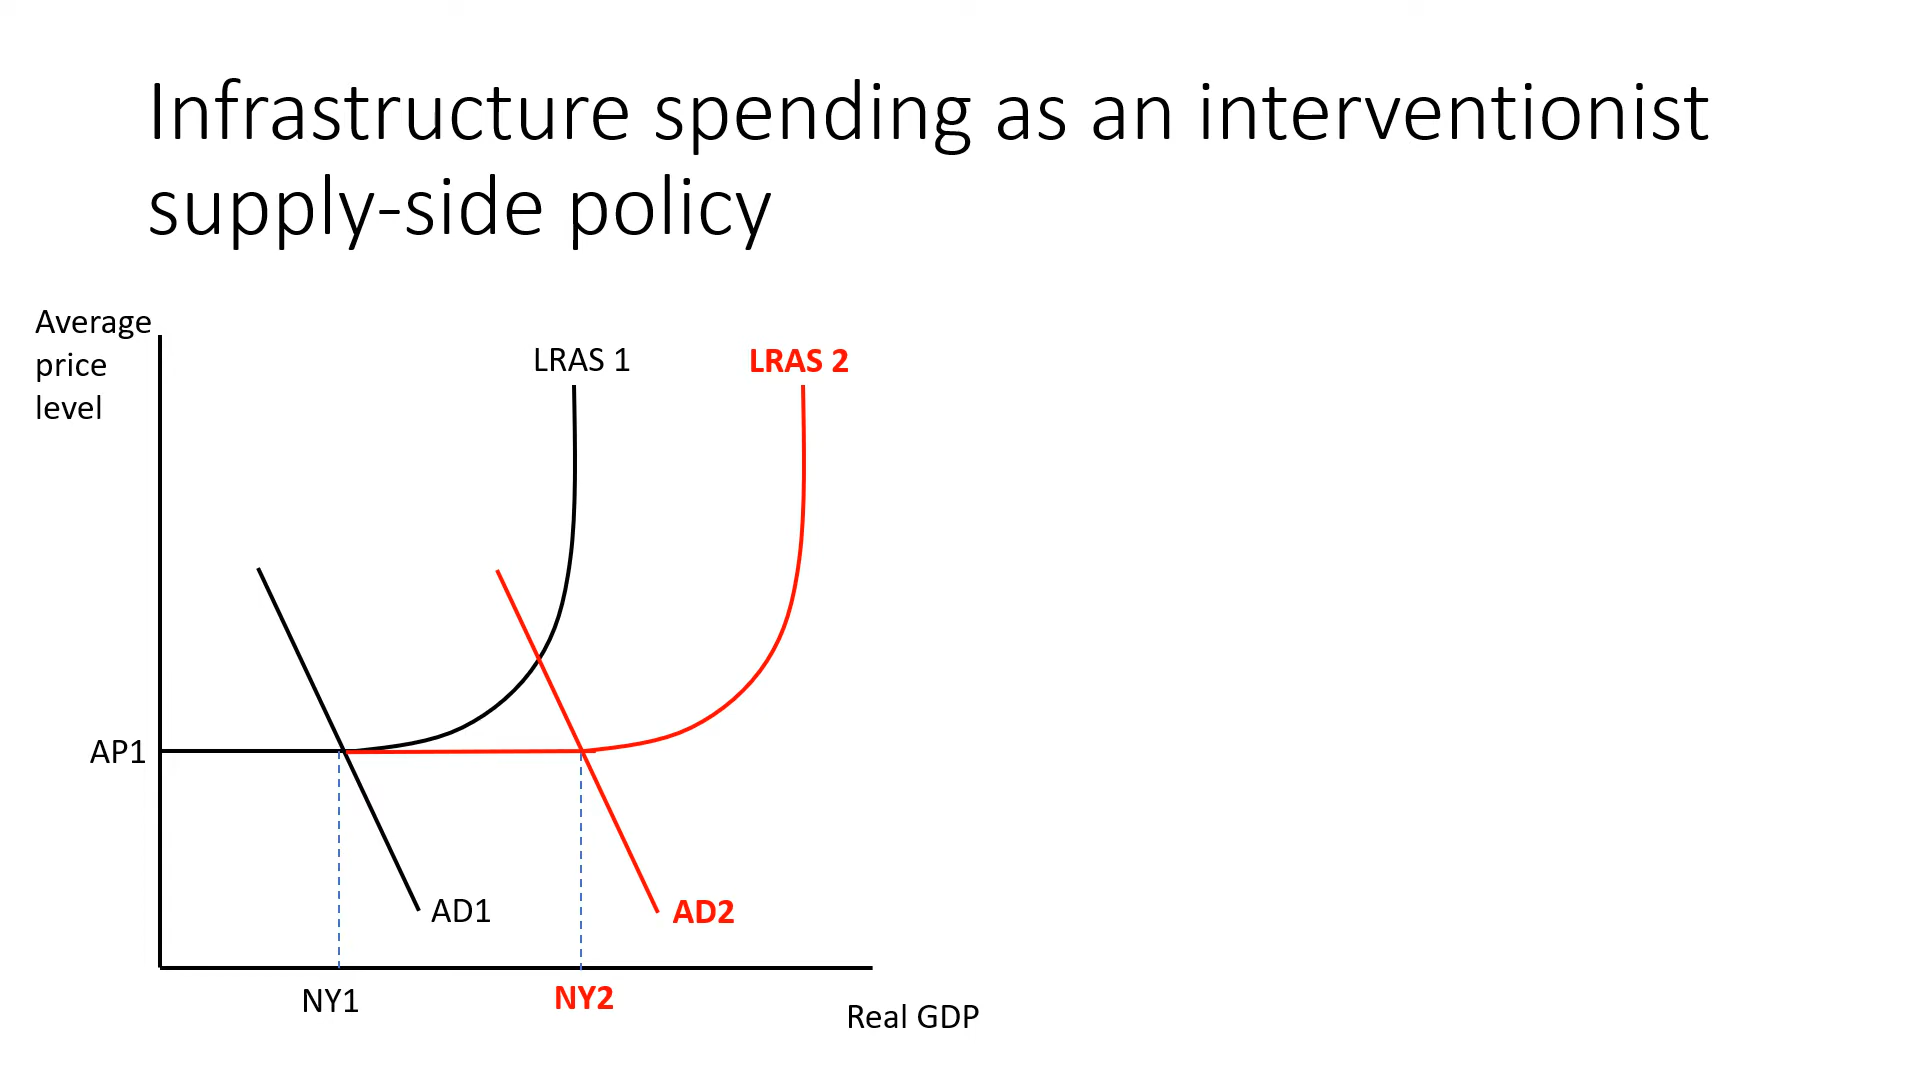 Infrastructure spending as an interventionist
supply-side policy
Average
price
level
LRAS 1
LRAS 2
AP1
AD1
AD2
NY1
NY2
Real GDP